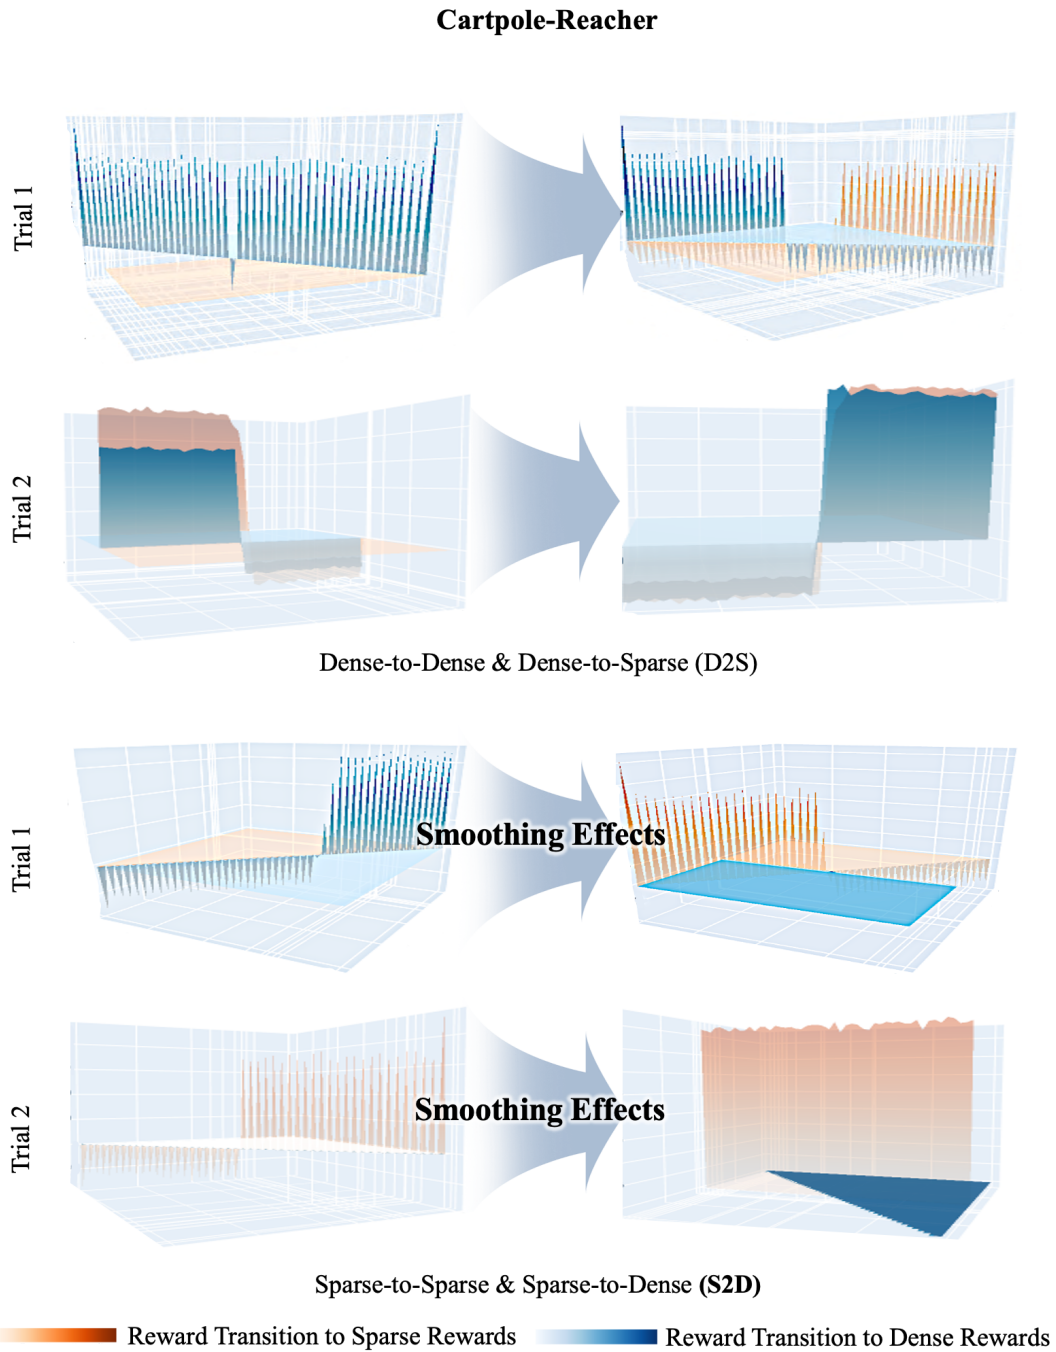 Cartpole-Reacher
Trial 1
Trial 2
Dense-to-Dense & Dense-to-Sparse (D2S)
Trial 1
Smoothing Effects
Trial 2
Smoothing Effects
Sparse-to-Sparse & Sparse-to-Dense (S2D)
Reward Transition to Sparse Rewards
Reward Transition to Dense Rewards